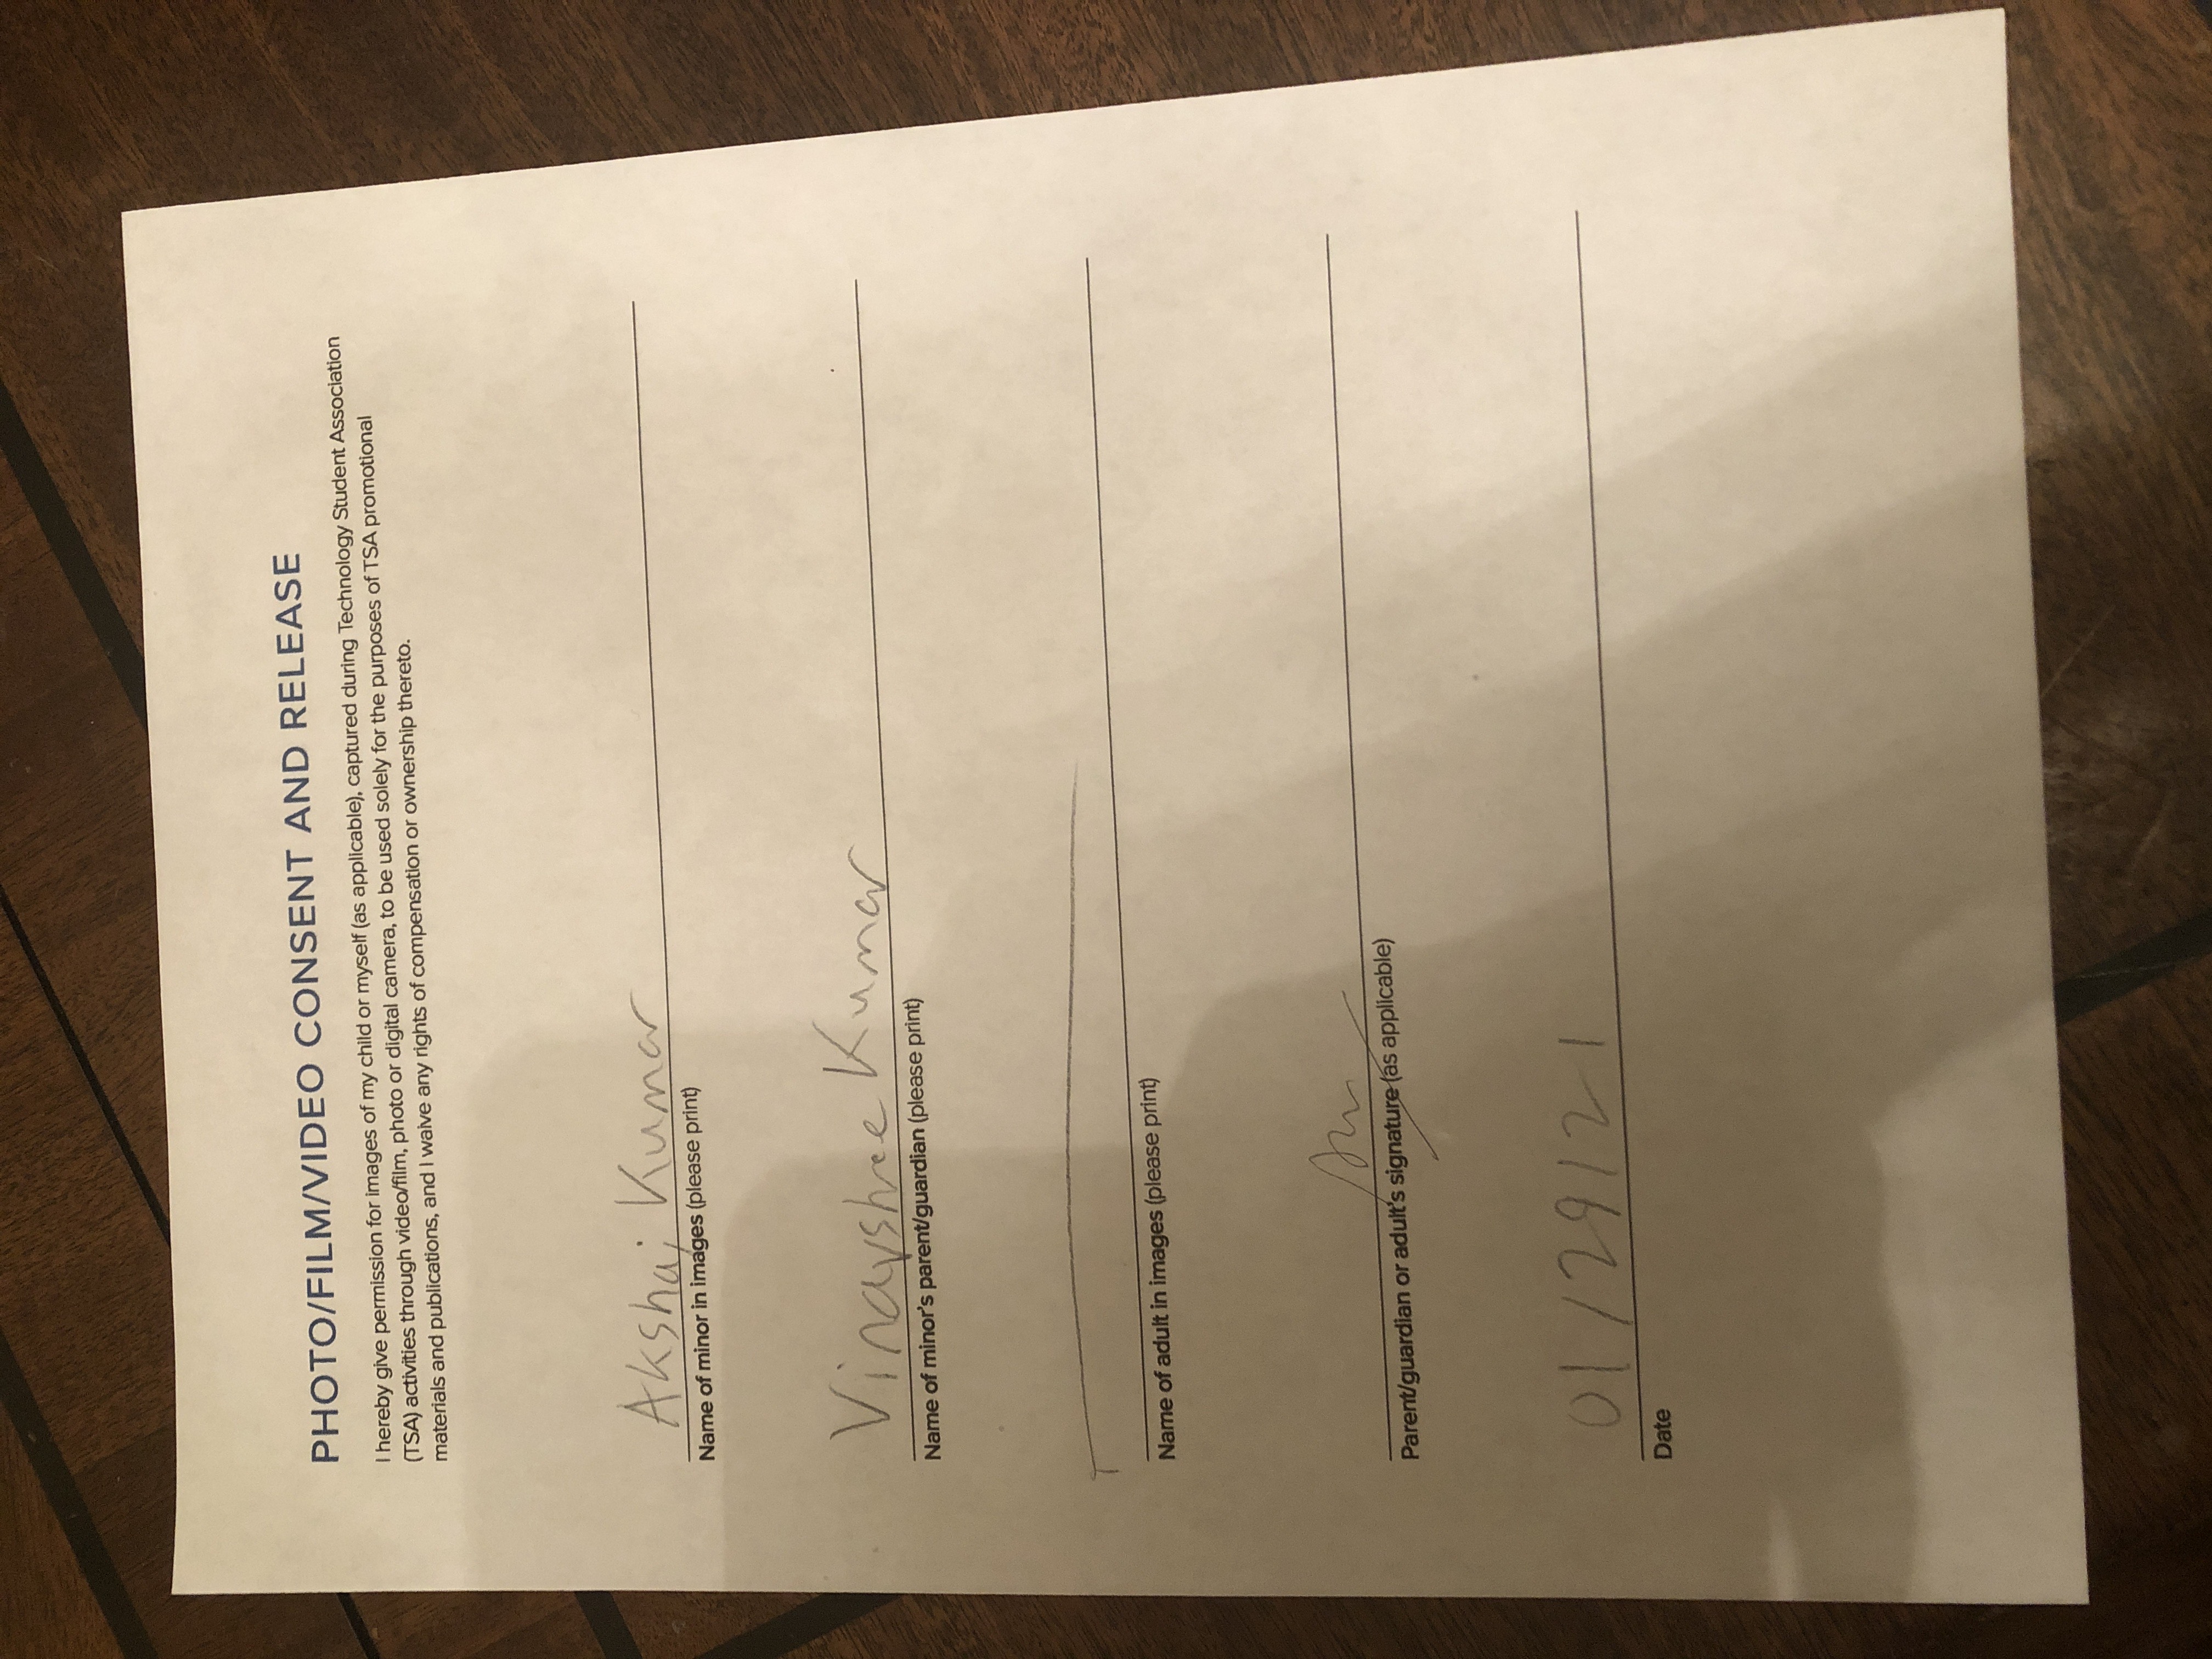 PHOTO/FILM/VIDEO CONSENT AND RELEASE
I hereby give permission for images of my child or myself (as applicable), captured during Technology Student Association
(TSA) activities through video/film, photo or digital camera, to be used solely for the purposes of TSA promotional
materials and publications, and I waive any rights of compensation or ownership thereto.
Akshaj Kumar
Name of minor in images (please print)
Vinayshree Kumar
Name of minor's parent/guardian (please print)
Name of adult in images (please print)
Parent/guardian or adult's signature (as applicable)
01/29/21
Date